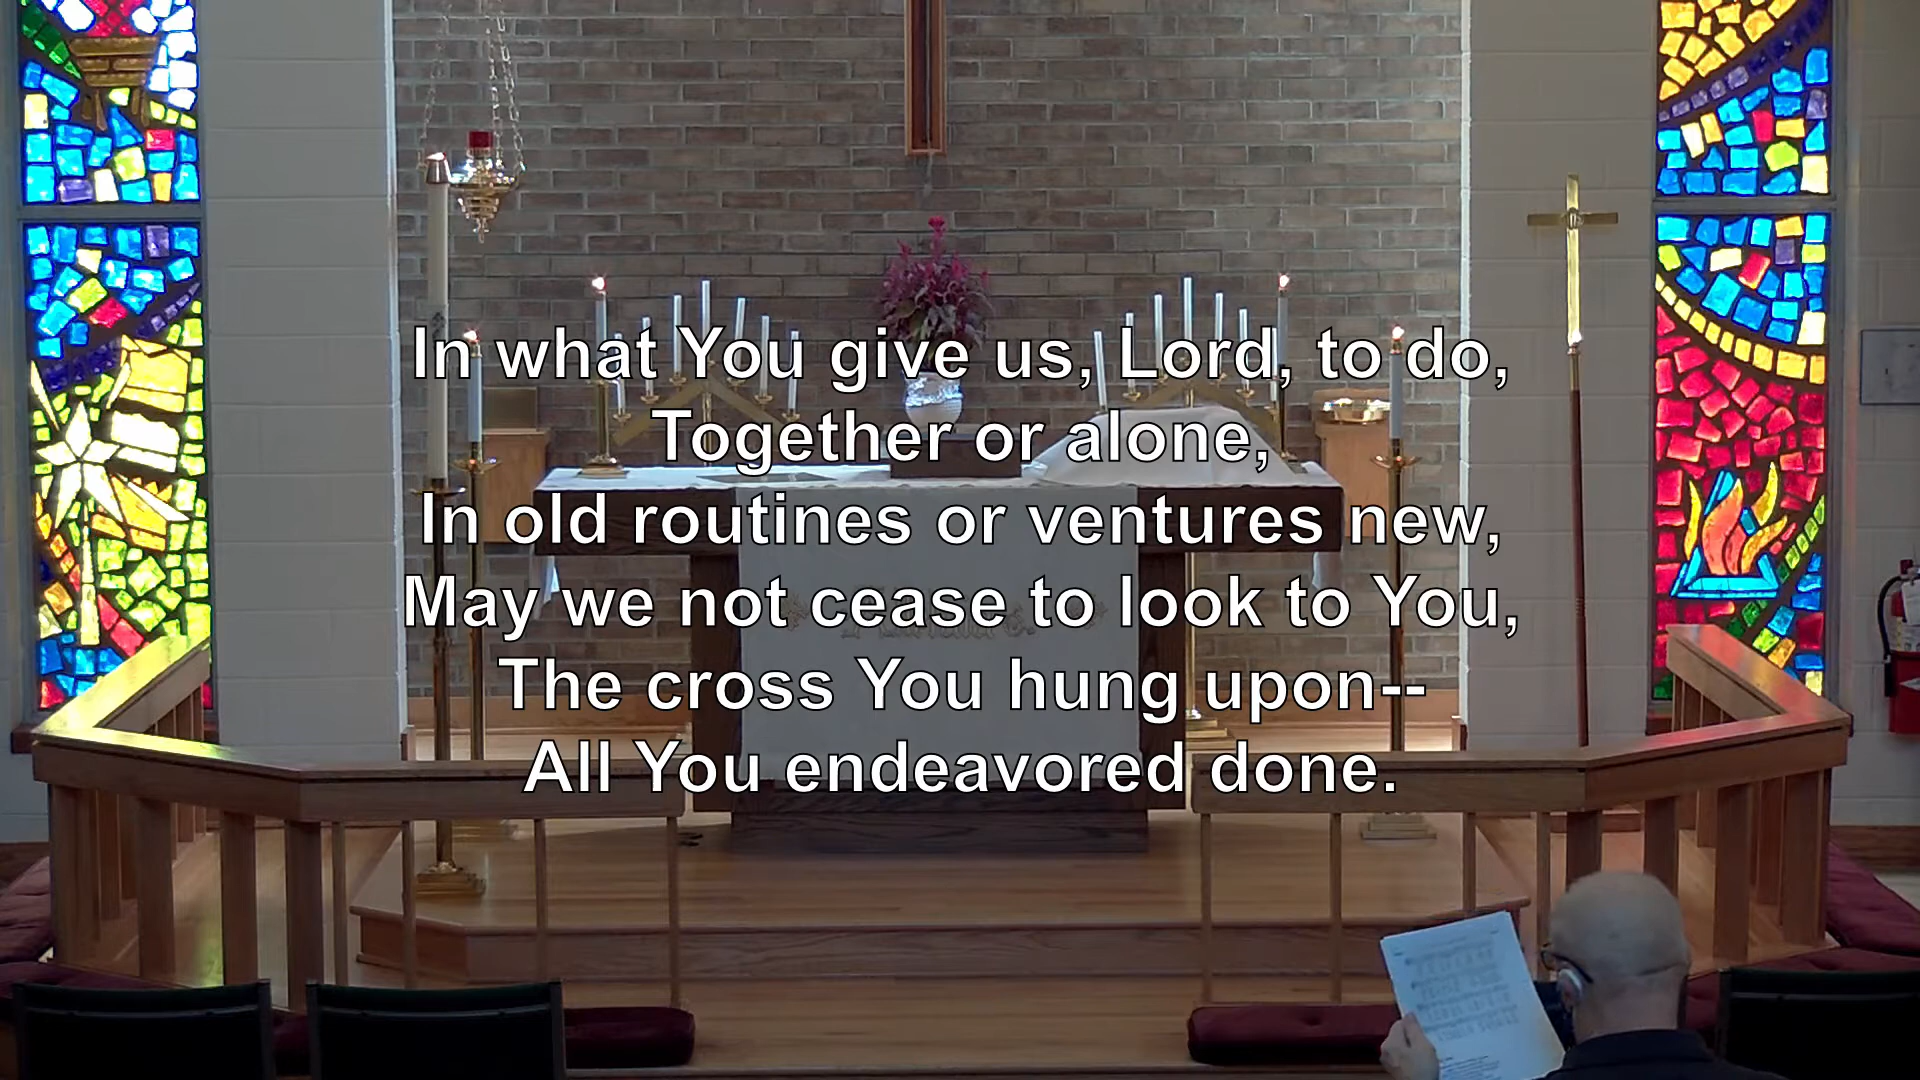 In what You give us, Lord, to do,
Together or alone,
In old routines or ventures new,
May we not cease to look to You,
The cross You hung upon--
All You endeavored done.